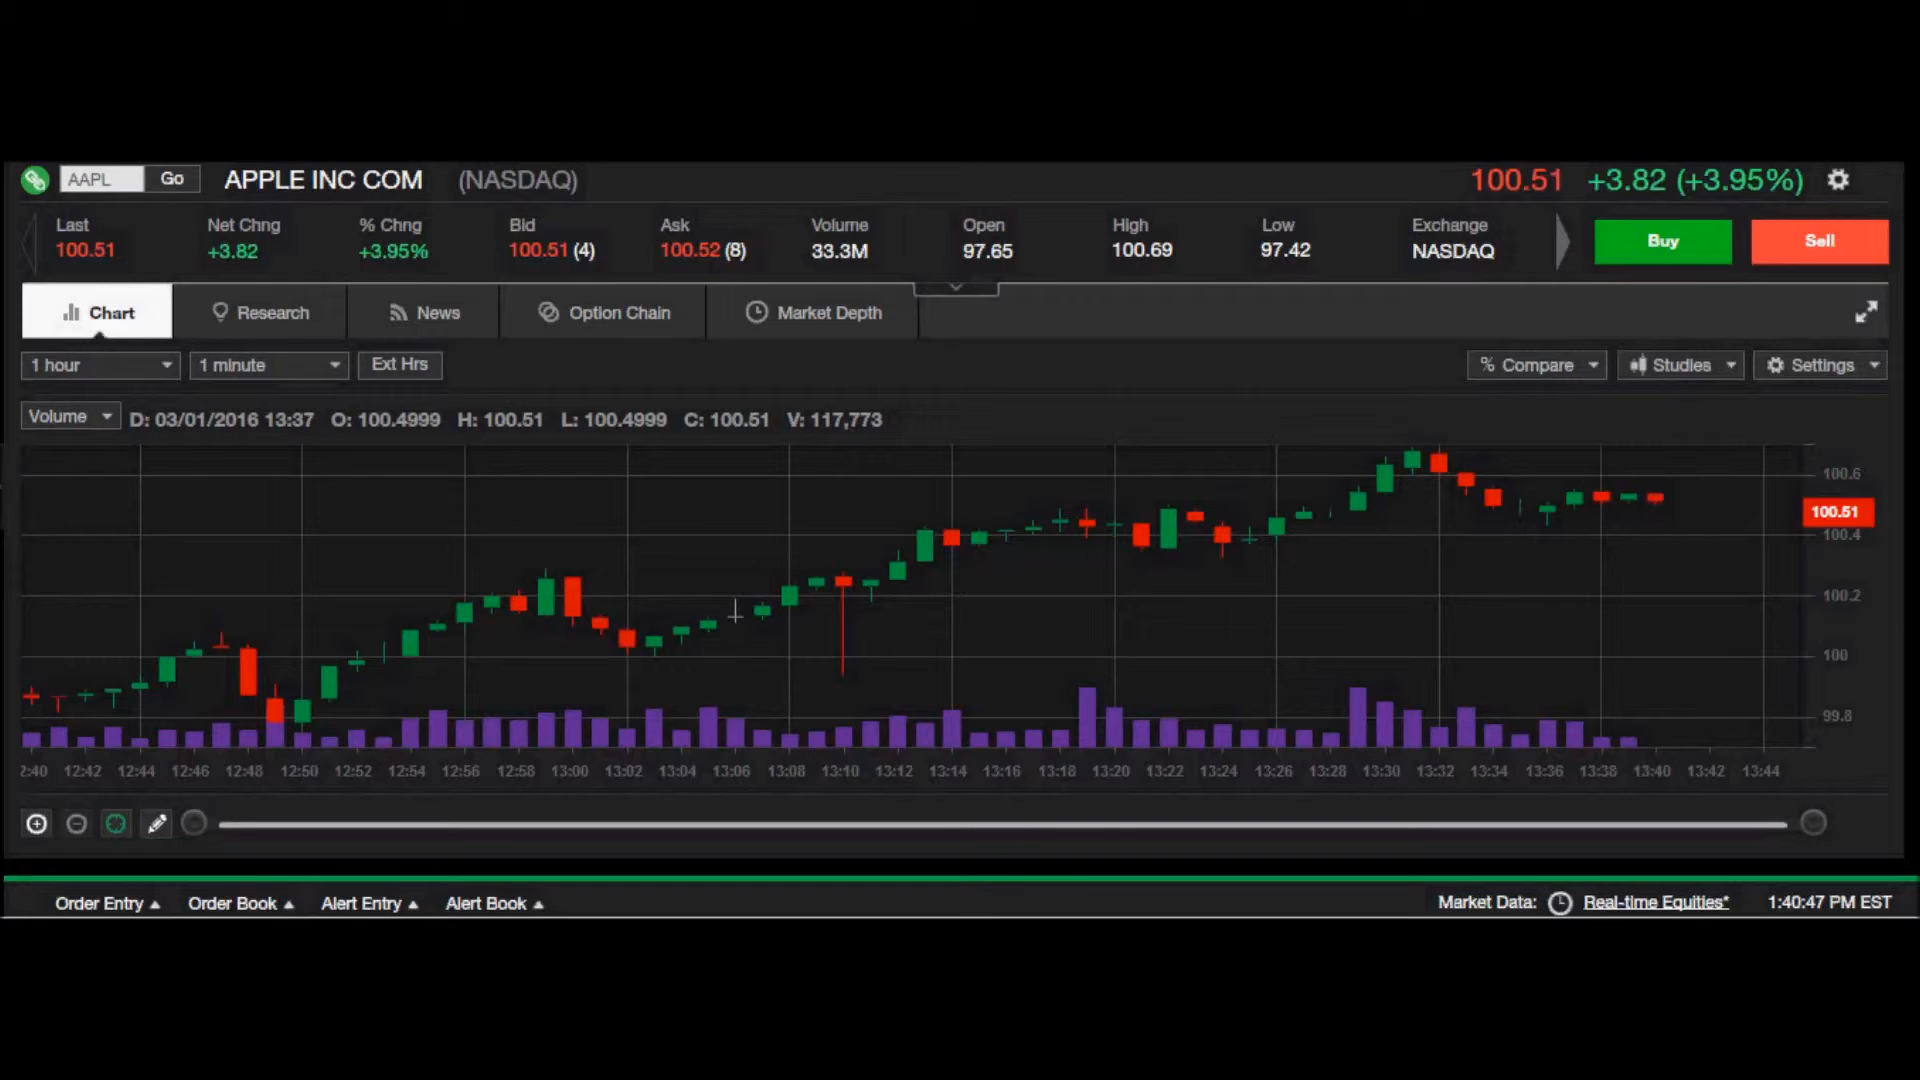 AAPL Go APPLE INC COM (NASDAQ) 100.51 +3.82 (+3.95%)
Last Net Chng % Chng Bid Ask Volume Open High Low Exchange
100.51 +3.82 +3.95% 100.51 (4) 100.52 (8) 33.3M 97.65 100.69 97.42 NASDAQ Buy Sell
Chart Research News Option Chain Market Depth
1 hour 1 minute Ext Hrs % Compare Studies Settings
Volume D: 03/01/2016 13:37 O: 100.4999 H: 100.51 L: 100.4999 C: 100.51 V: 117,773
100.6
100.51
100.4
100.2
100
99.8
2:40 12:42 12:44 12:46 12:48 12:50 12:52 12:54 12:56 12:58 13:00 13:02 13:04 13:06 13:08 13:10 13:12 13:14 13:16 13:18 13:20 13:22 13:24 13:26 13:28 13:30 13:32 13:34 13:36 13:38 13:40 13:42 13:44
Order Entry Order Book Alert Entry Alert Book Market Data: Real-time Equities* 1:40:47 PM EST